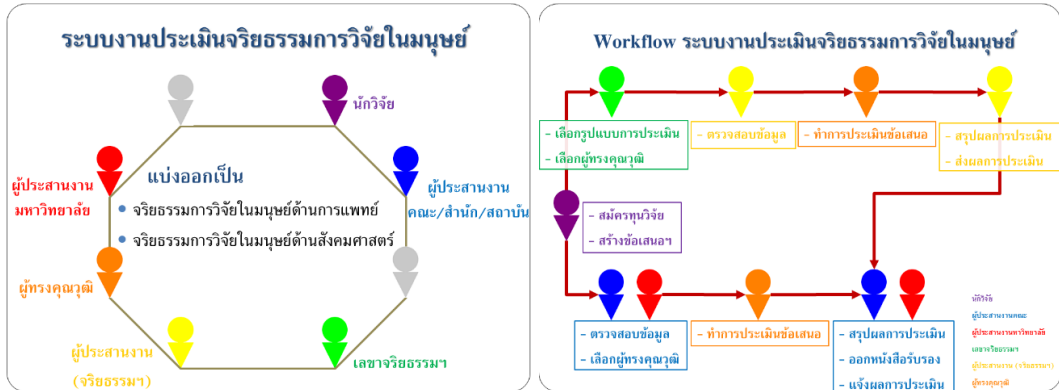 ระบบงานประเมินจริยธรรมการวิจัยในมนุษย์
นักวิจัย
ผู้ประสานงาน
มหาวิทยาลัย
แบ่งออกเป็น
ผู้ประสานงาน
คณะ/สำนัก/สถาบัน
• จริยธรรมการวิจัยในมนุษย์ด้านการแพทย์
• จริยธรรมการวิจัยในมนุษย์ด้านสังคมศาสตร์
ผู้ทรงคุณวุฒิ
ผู้ประสานงาน
(จริยธรรมฯ)
เลขาจริยธรรมฯ
Workflow ระบบงานประเมินจริยธรรมการวิจัยในมนุษย์
- เลือกรูปแบบการประเมิน
- เลือกผู้ทรงคุณวุฒิ
- ตรวจสอบข้อมูล
- ทำการประเมินข้อเสนอ
- สรุปผลการประเมิน
- ส่งผลการประเมิน
- สมัครทุนวิจัย
- สร้างข้อเสนอฯ
- ตรวจสอบข้อมูล
- เลือกผู้ทรงคุณวุฒิ
- ทำการประเมินข้อเสนอ
- สรุปผลการประเมิน
- ออกหนังสือรับรอง
- แจ้งผลการประเมิน
นักวิจัย
ผู้ประสานงานคณะ
ผู้ประสานงานมหาวิทยาลัย
เลขาจริยธรรมฯ
ผู้ประสานงาน (จริยธรรมฯ)
ผู้ทรงคุณวุฒิ